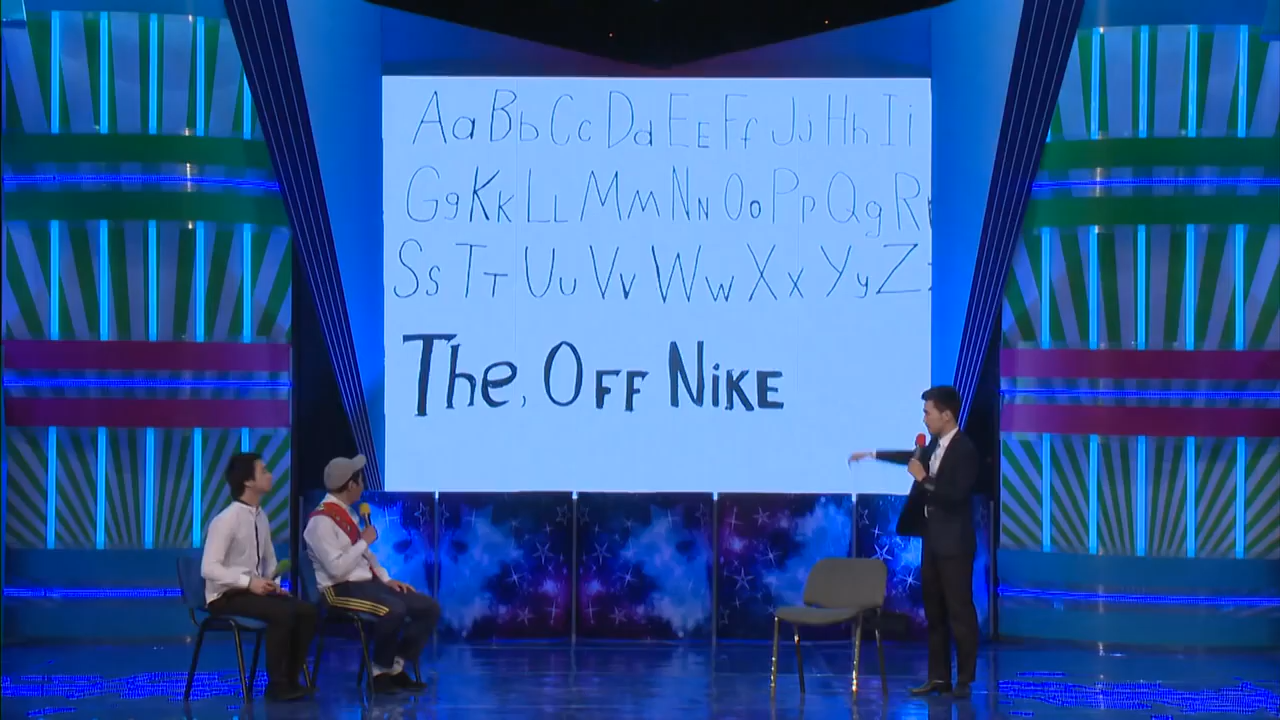 Aa Bb Cc Dd Ee Ff Jj Hh Ii
Gg Kk Ll Mm Nn Oo Pp Qq R
Ss Tt Uu Vv Ww Xx Yy Z
The, OFF NiKE